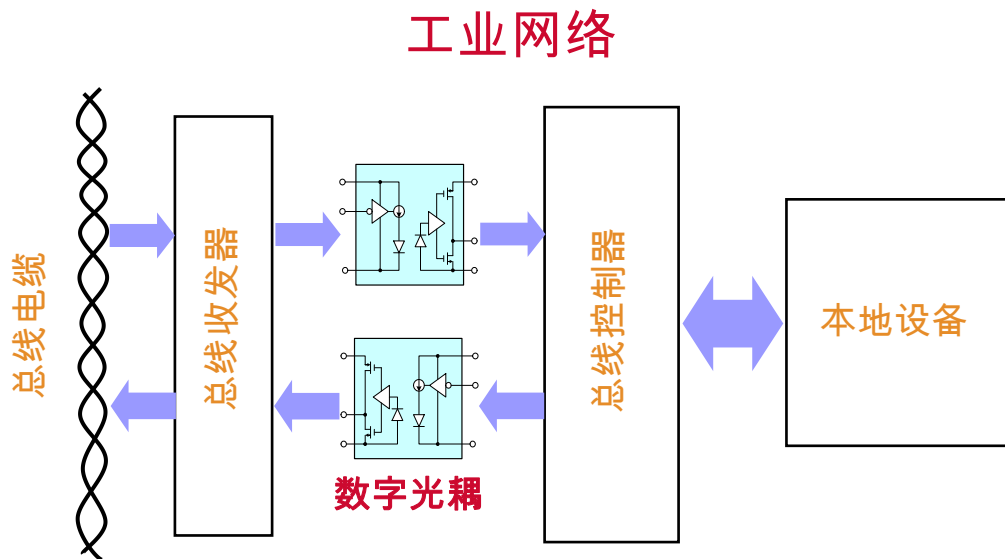 工业网络
总线电缆
总线收发器
数字光耦
总线控制器
本地设备